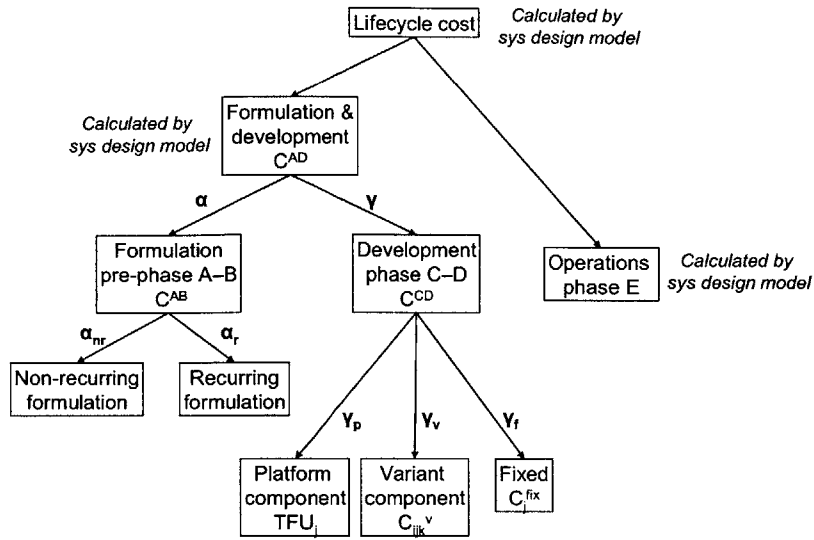 Lifecycle cost
Calculated by
sys design model
Calculated by
sys design model
Formulation &
development
C^AD
α
γ
Formulation
pre-phase A–B
C^AB
Development
phase C–D
C^CD
Operations
phase E
Calculated by
sys design model
α_nr
α_r
Non-recurring
formulation
Recurring
formulation
γ_p
γ_v
γ_f
Platform
component
TFU_j
Variant
component
C_ijk^v
Fixed
C_j^fix